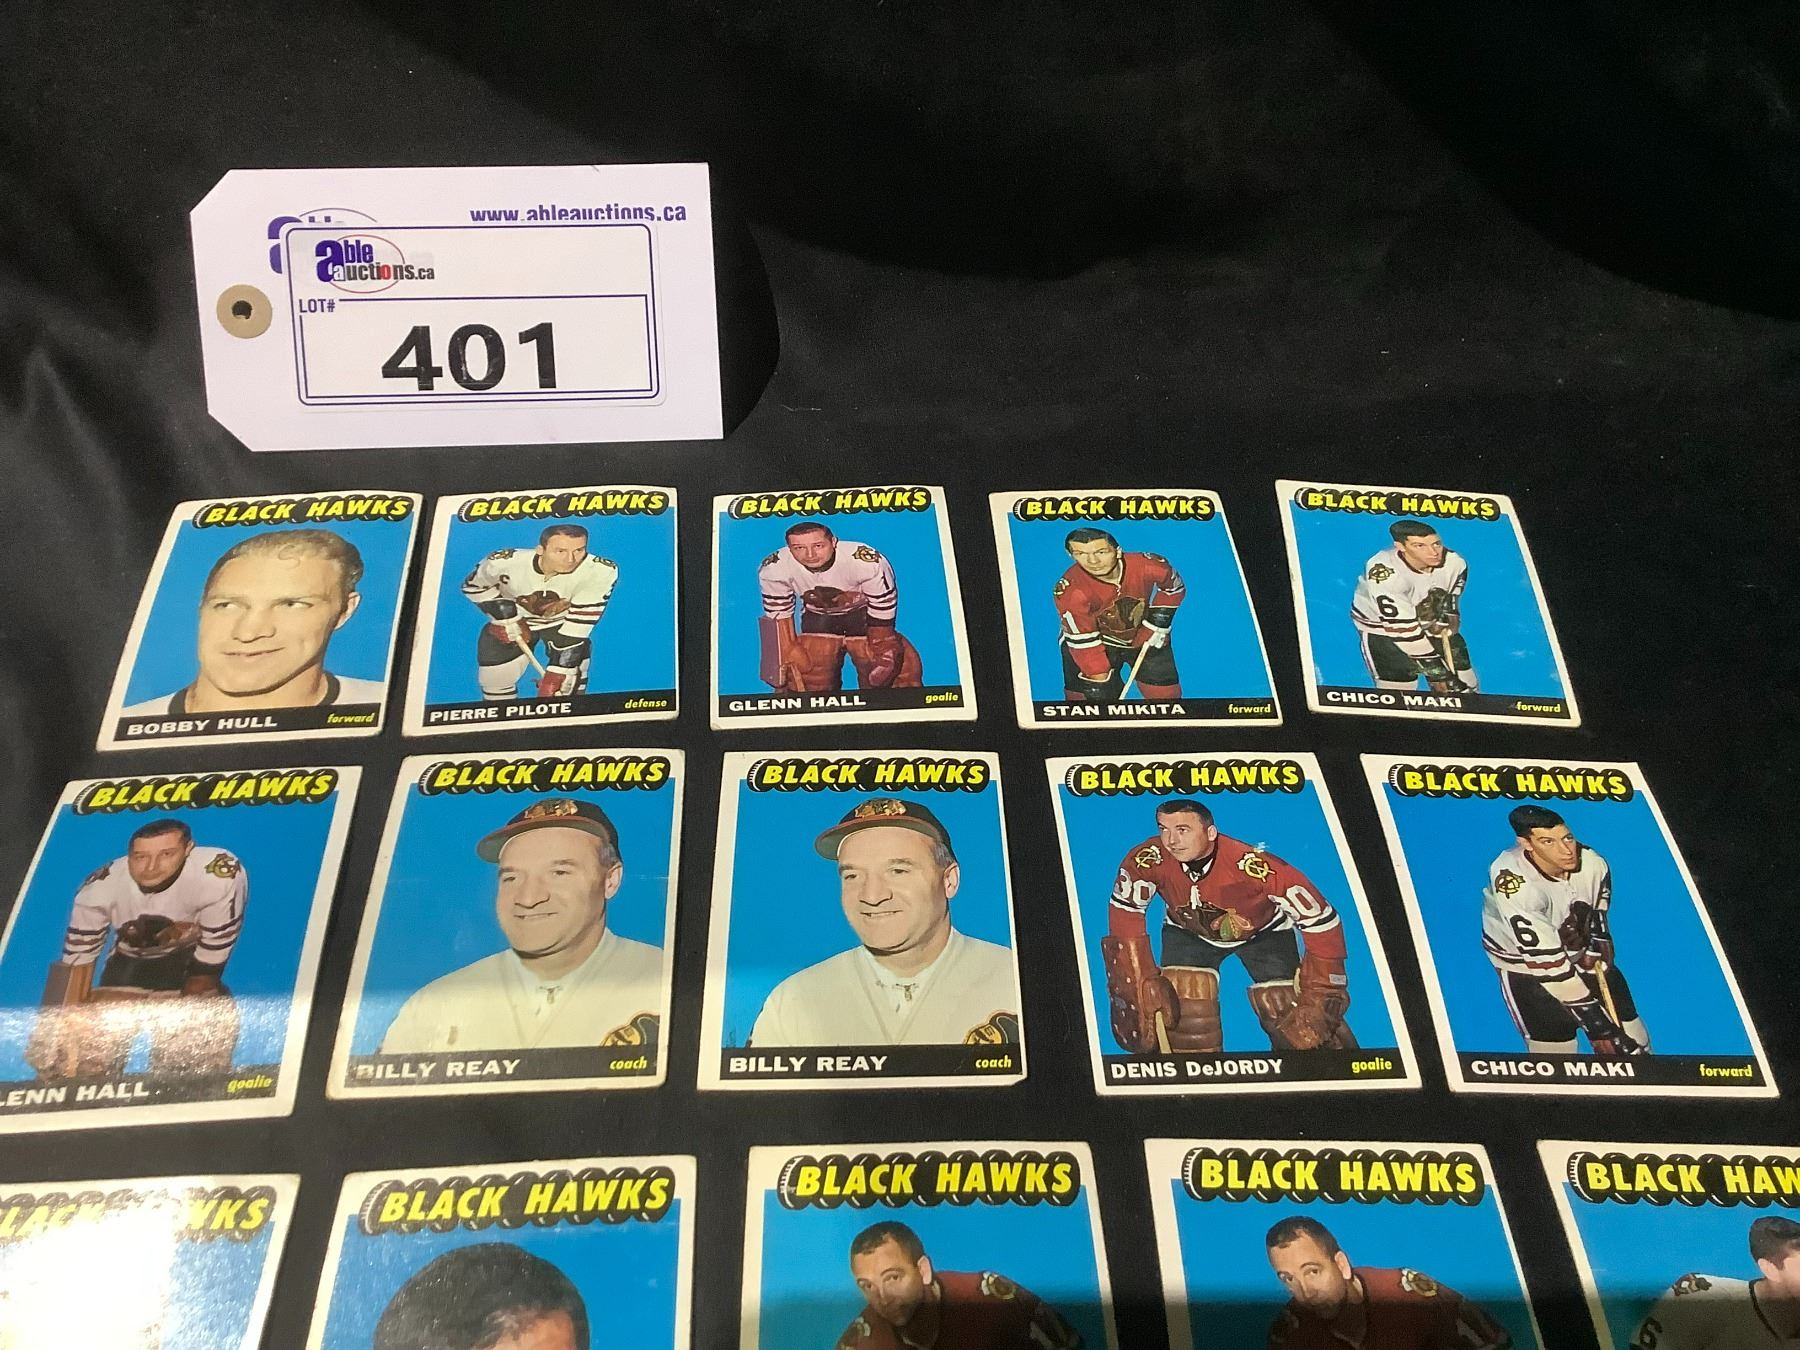 www.ableauctions.ca
able
auctions.ca
LOT#
401
BLACK HAWKS
BOBBY HULL forward
BLACK HAWKS
PIERRE PILOTE defense
BLACK HAWKS
GLENN HALL goalie
BLACK HAWKS
STAN MIKITA forward
BLACK HAWKS
CHICO MAKI forward
BLACK HAWKS
LENN HALL goalie
BLACK HAWKS
BILLY REAY coach
BLACK HAWKS
BILLY REAY coach
BLACK HAWKS
DENIS DeJORDY goalie
BLACK HAWKS
CHICO MAKI forward
LACK HAWKS
BLACK HAWKS
BLACK HAWKS
BLACK HAWKS
BLACK HAW